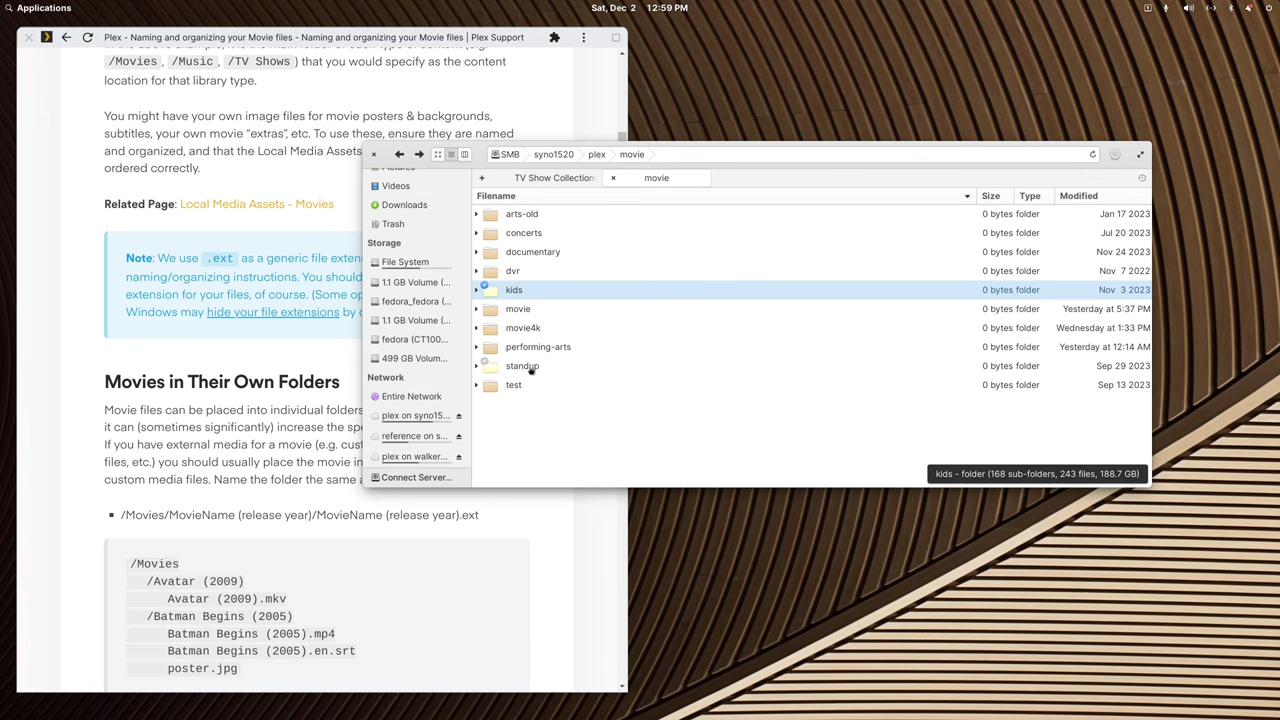 Applications
Sat, Dec 2 12:59 PM
Plex - Naming and organizing your Movie files - Naming and organizing your Movie files | Plex Support
/Movies, /Music, /TV Shows) that you would specify as the content
location for that library type.
You might have your own image files for movie posters & backgrounds,
subtitles, your own movie “extras”, etc. To use these, ensure they are named
and organized, and that the Local Media Assets
ordered correctly.
Related Page: Local Media Assets - Movies
Note: We use .ext as a generic file exten
naming/organizing instructions. You should
extension for your files, of course. (Some op
Windows may hide your file extensions by
Movies in Their Own Folders
Movie files can be placed into individual folders
it can (sometimes significantly) increase the spe
If you have external media for a movie (e.g. cust
files, etc.) you should usually place the movie in
custom media files. Name the folder the same a
/Movies/MovieName (release year)/MovieName (release year).ext
/Movies
/Avatar (2009)
Avatar (2009).mkv
/Batman Begins (2005)
Batman Begins (2005).mp4
Batman Begins (2005).en.srt
poster.jpg
SMB syno1520 plex movie
TV Show Collection
movie
Pictures
Videos
Downloads
Trash
Storage
File System
1.1 GB Volume (...
fedora_fedora (...
1.1 GB Volume (...
fedora (CT100...
499 GB Volum...
Network
Entire Network
plex on syno15...
reference on s...
plex on walker...
Connect Server...
Filename Size Type Modified
arts-old 0 bytes folder Jan 17 2023
concerts 0 bytes folder Jul 20 2023
documentary 0 bytes folder Nov 24 2023
dvr 0 bytes folder Nov 7 2022
kids 0 bytes folder Nov 3 2023
movie 0 bytes folder Yesterday at 5:37 PM
movie4k 0 bytes folder Wednesday at 1:33 PM
performing-arts 0 bytes folder Yesterday at 12:14 AM
standup 0 bytes folder Sep 29 2023
test 0 bytes folder Sep 13 2023
kids - folder (168 sub-folders, 243 files, 188.7 GB)